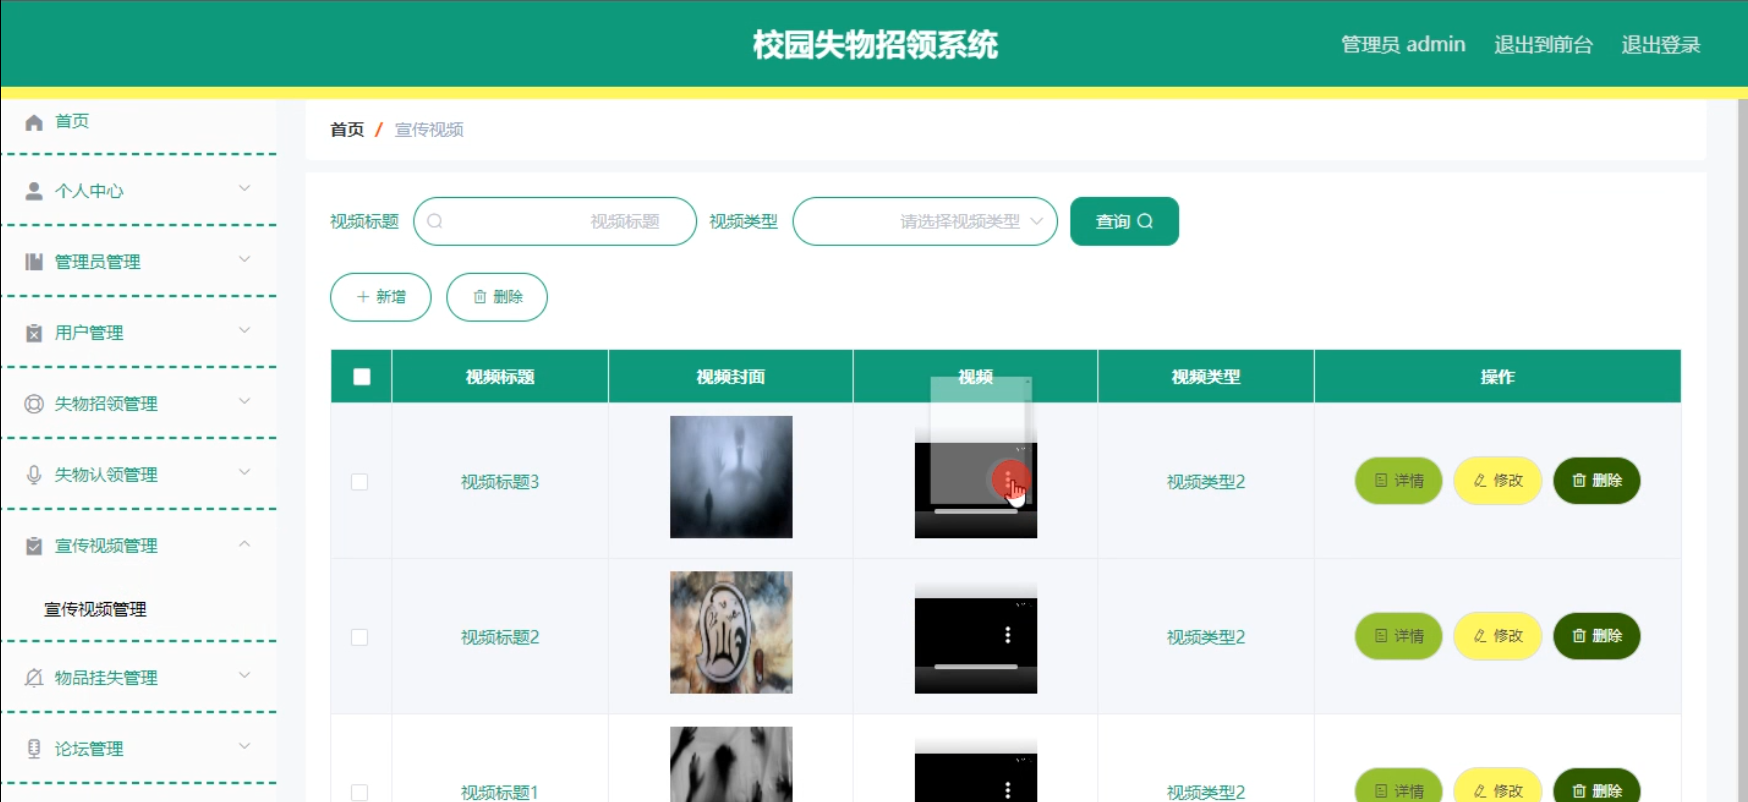 校园失物招领系统
管理员 admin 退出到前台 退出登录
首页
个人中心
管理员管理
用户管理
失物招领管理
失物认领管理
宣传视频管理
宣传视频管理
物品挂失管理
论坛管理
首页 / 宣传视频
视频标题 视频标题 视频类型 请选择视频类型 查询
新增 删除
视频标题 视频封面 视频 视频类型 操作
视频标题3 视频类型2 详情 修改 删除
视频标题2 视频类型2 详情 修改 删除
视频标题1 视频类型2 详情 修改 删除